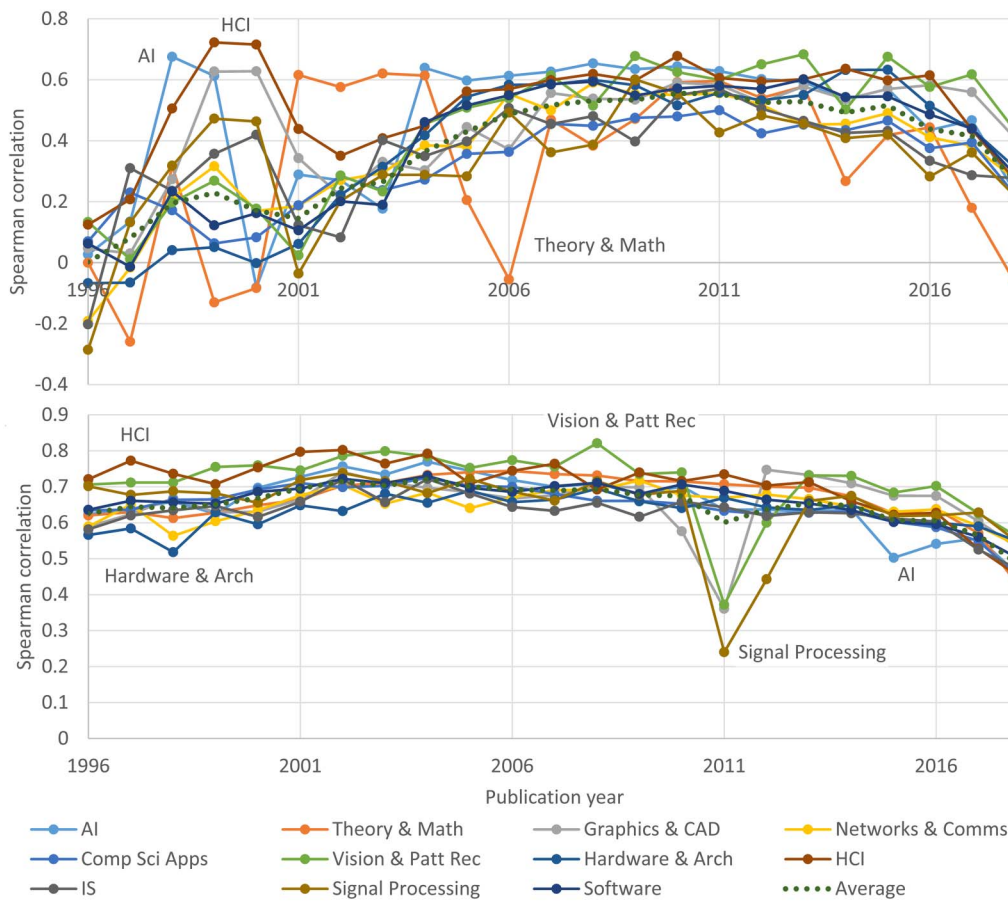 0.8
HCI
AI
0.6
0.4
0.2
Theory & Math
0
1996
2001
2006
2011
2016
-0.2
-0.4
Spearman correlation
0.9
Vision & Patt Rec
HCI
0.8
0.7
0.6
Hardware & Arch
AI
0.5
0.4
0.3
Signal Processing
0.2
0.1
0
Spearman correlation
1996
2001
2006
2011
2016
Publication year
AI
Theory & Math
Graphics & CAD
Networks & Comms
Comp Sci Apps
Vision & Patt Rec
Hardware & Arch
HCI
IS
Signal Processing
Software
Average